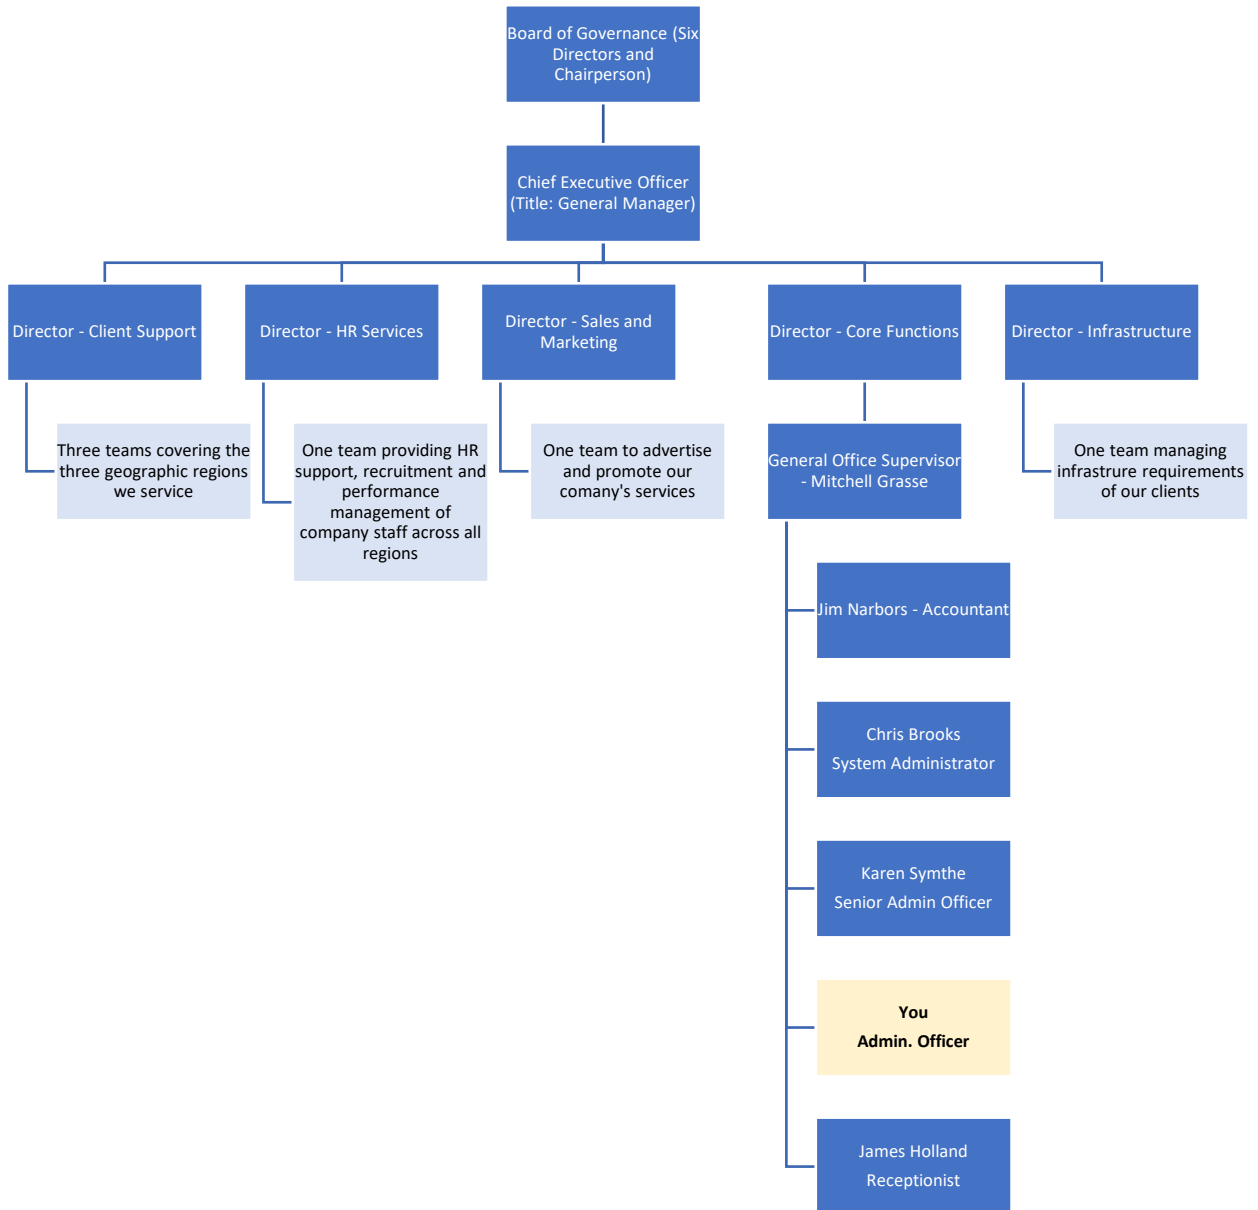 Board of Governance (Six
Directors and
Chairperson)
Chief Executive Officer
(Title: General Manager)
Director - Client Support
Director - HR Services
Director - Sales and
Marketing
Director - Core Functions
Director - Infrastructure
Three teams covering the
three geographic regions
we service
One team providing HR
support, recruitment and
performance
management of
company staff across all
regions
One team to advertise
and promote our
comany's services
General Office Supervisor
- Mitchell Grasse
One team managing
infrastrure requirements
of our clients
Jim Narbors - Accountant
Chris Brooks
System Administrator
Karen Symthe
Senior Admin Officer
You
Admin. Officer
James Holland
Receptionist